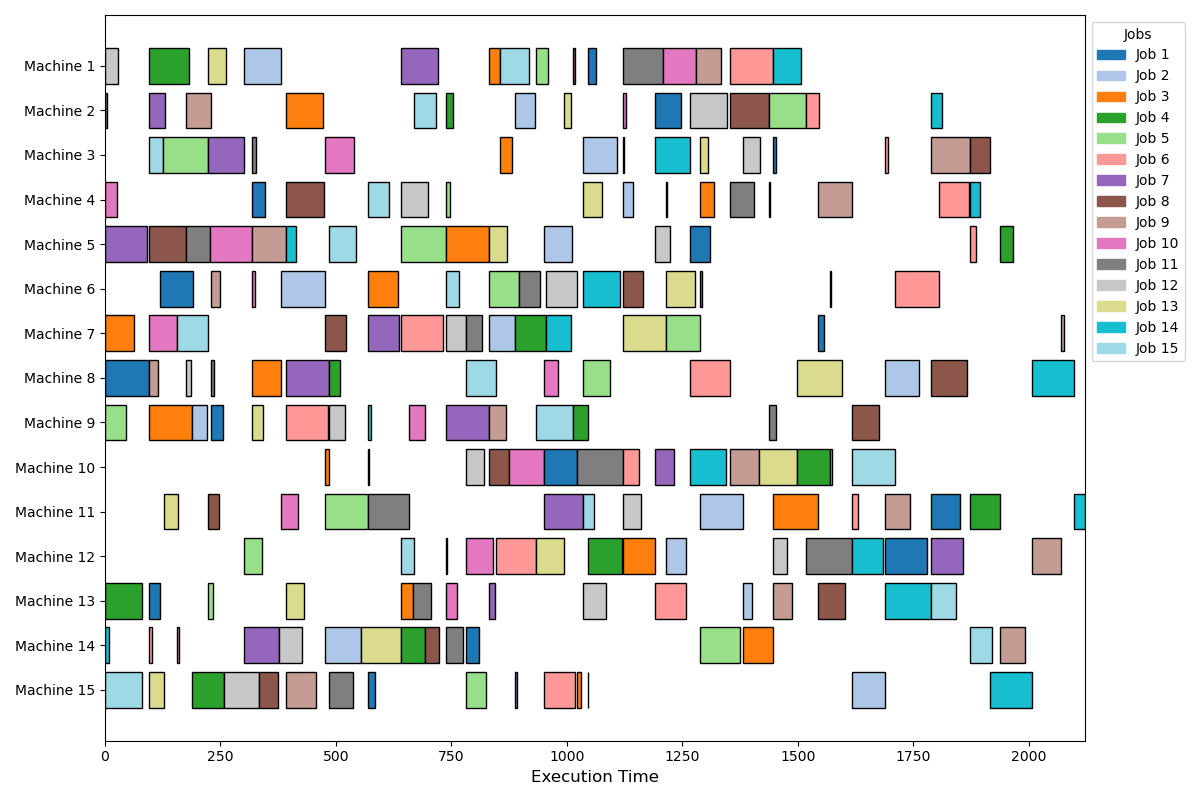 Machine 1
Machine 2
Machine 3
Machine 4
Machine 5
Machine 6
Machine 7
Machine 8
Machine 9
Machine 10
Machine 11
Machine 12
Machine 13
Machine 14
Machine 15
0 250 500 750 1000 1250 1500 1750 2000
Execution Time
Jobs
Job 1
Job 2
Job 3
Job 4
Job 5
Job 6
Job 7
Job 8
Job 9
Job 10
Job 11
Job 12
Job 13
Job 14
Job 15